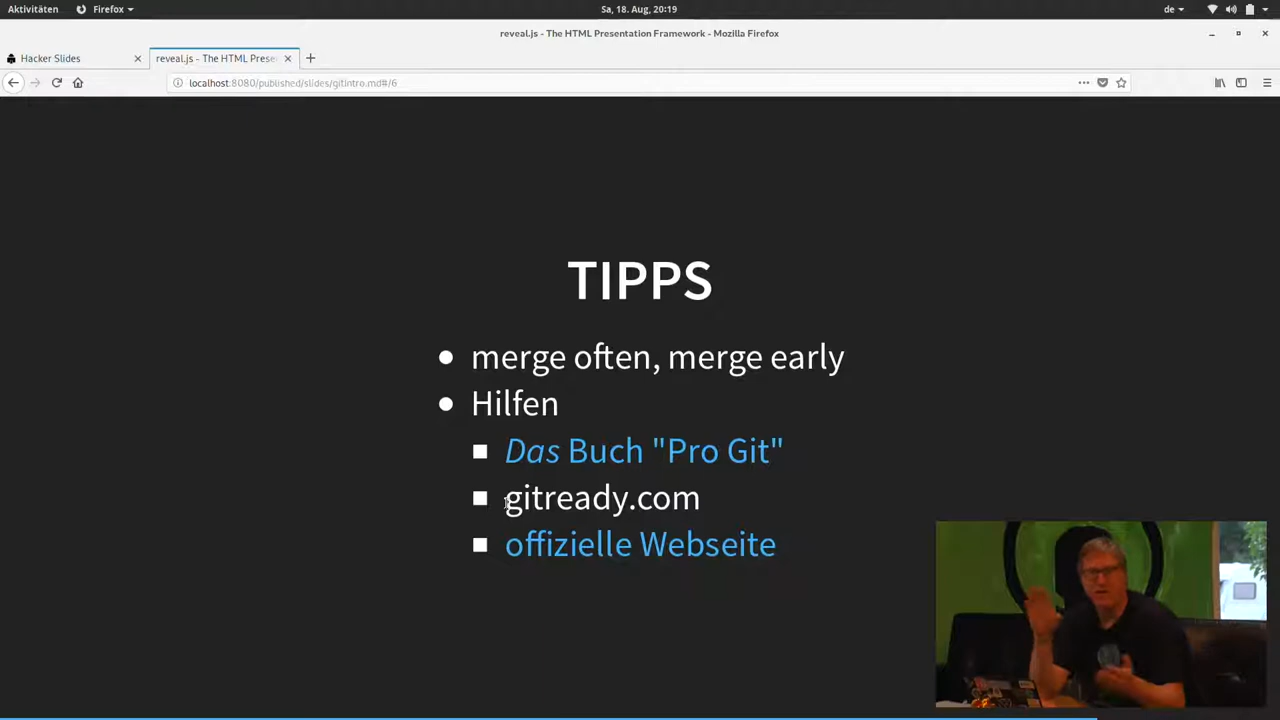 Aktivitäten Firefox Sa, 18. Aug, 20:19 de
reveal.js - The HTML Presentation Framework - Mozilla Firefox
Hacker Slides reveal.js - The HTML Prese
localhost:8080/published/slides/gitintro.md#/6
TIPPS
merge often, merge early
Hilfen
Das Buch "Pro Git"
gitready.com
offizielle Webseite